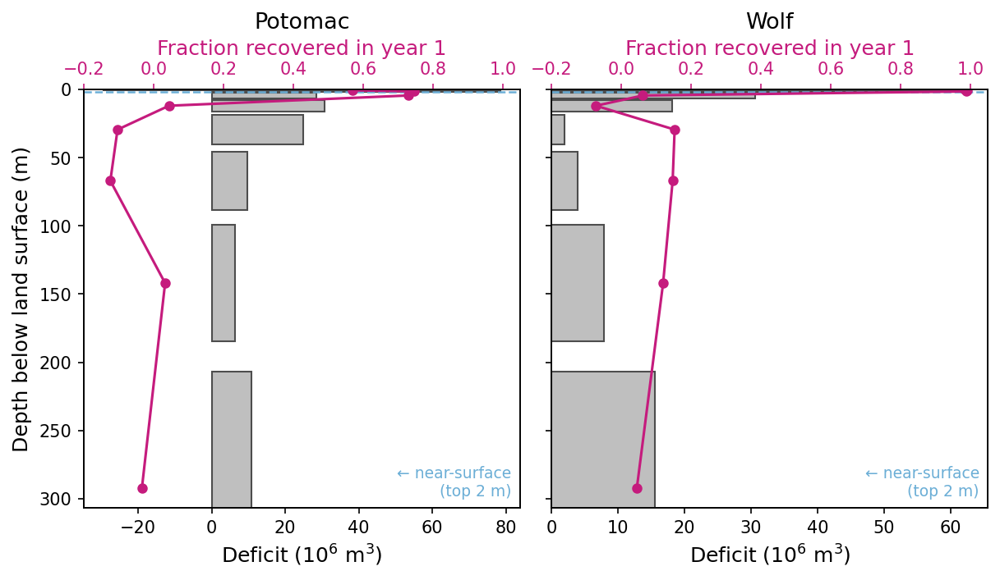 Potomac
Fraction recovered in year 1
−0.2 0.0 0.2 0.4 0.6 0.8 1.0
Depth below land surface (m)
0
50
100
150
200
250
300
← near-surface
(top 2 m)
−20 0 20 40 60 80
Deficit (10⁶ m³)
Wolf
Fraction recovered in year 1
−0.2 0.0 0.2 0.4 0.6 0.8 1.0
← near-surface
(top 2 m)
0 10 20 30 40 50 60
Deficit (10⁶ m³)